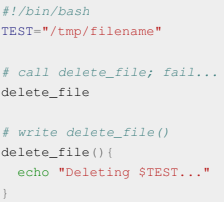 #!/bin/bash
TEST="/tmp/filename"
# call delete_file; fail...
delete_file
# write delete_file()
delete_file(){
  echo "Deleting $TEST..."
}